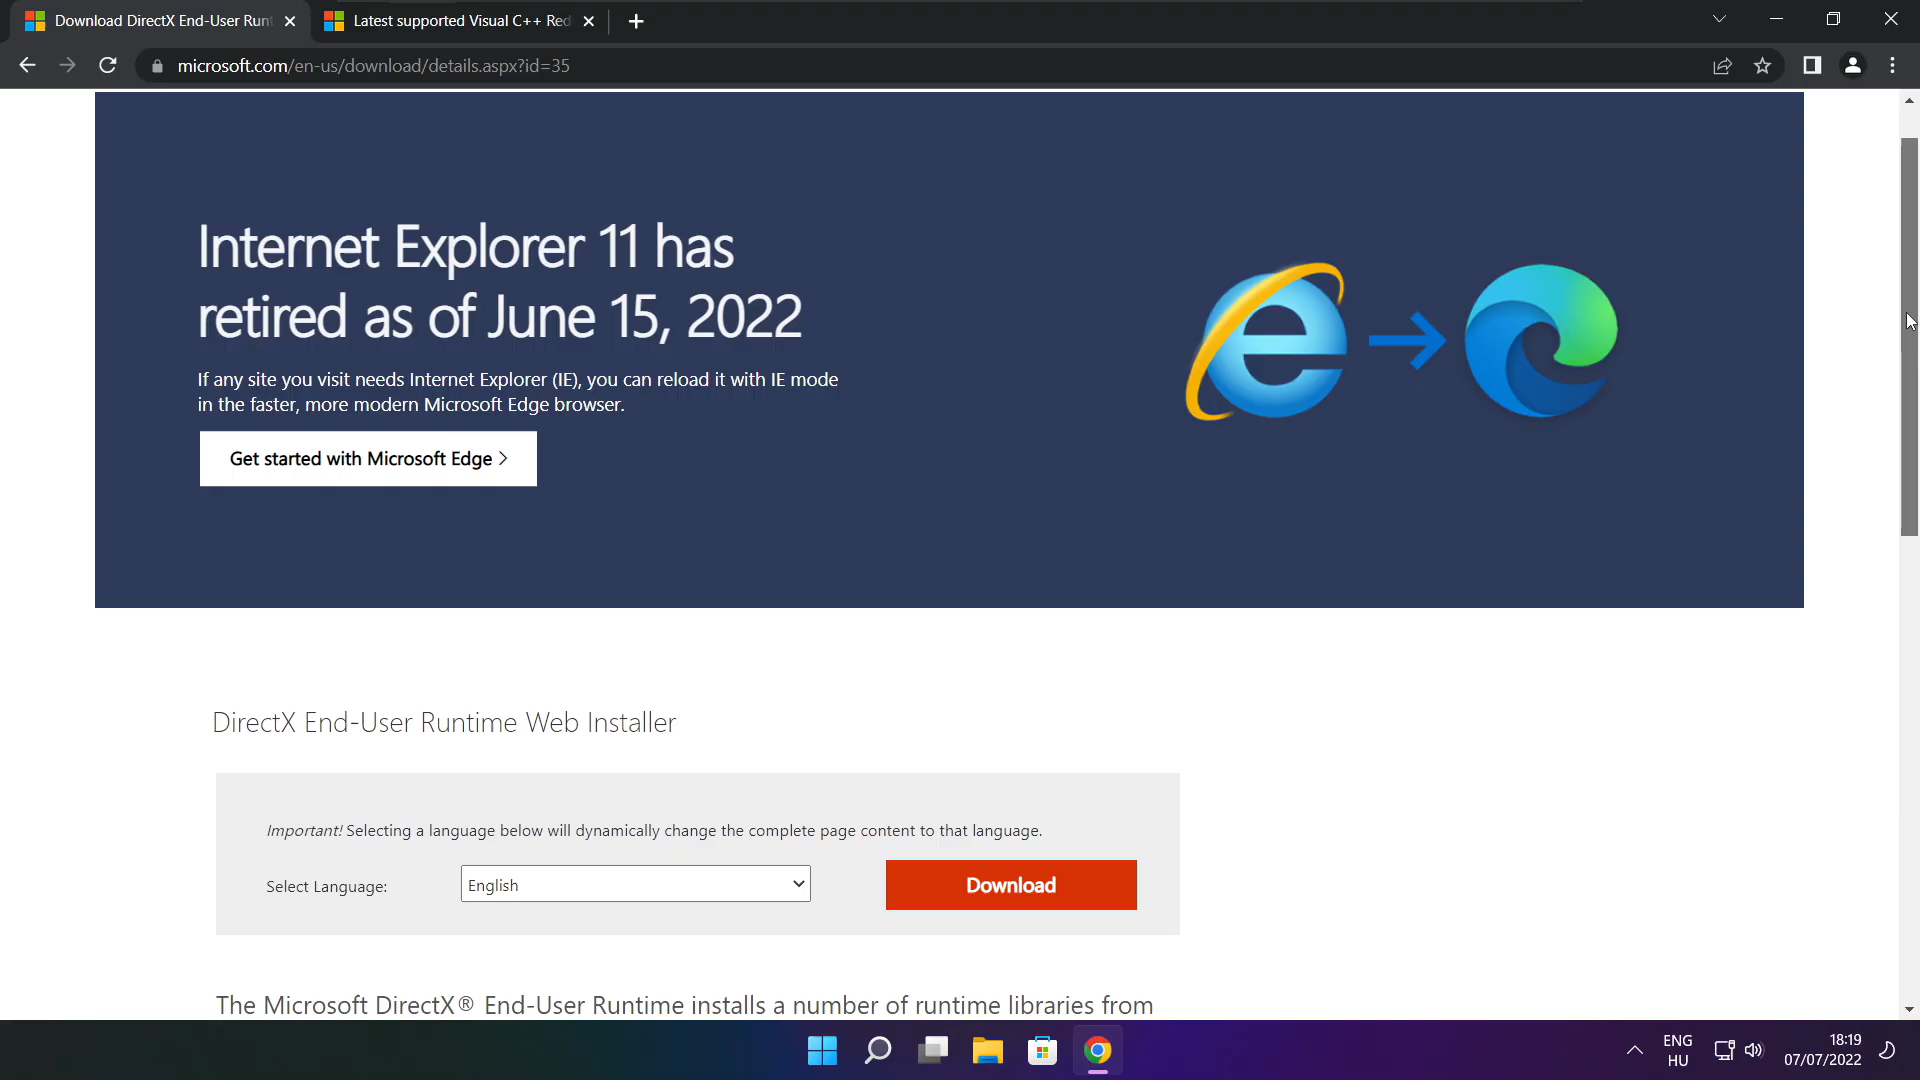 Download DirectX End-User Runt
Latest supported Visual C++ Red
microsoft.com/en-us/download/details.aspx?id=35
Internet Explorer 11 has
retired as of June 15, 2022
If any site you visit needs Internet Explorer (IE), you can reload it with IE mode
in the faster, more modern Microsoft Edge browser.
Get started with Microsoft Edge >
DirectX End-User Runtime Web Installer
Important! Selecting a language below will dynamically change the complete page content to that language.
Select Language:
English
Download
The Microsoft DirectX® End-User Runtime installs a number of runtime libraries from
ENG
HU
18:19
07/07/2022